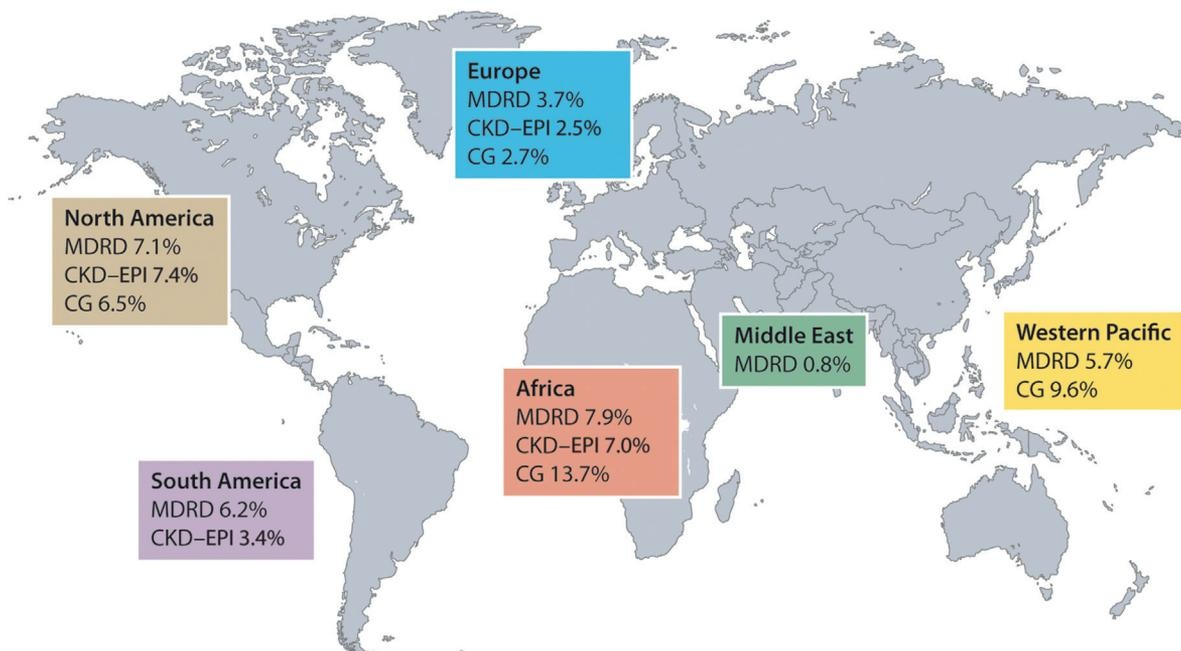 Europe
MDRD 3.7%
CKD–EPI 2.5%
CG 2.7%
North America
MDRD 7.1%
CKD–EPI 7.4%
CG 6.5%
Middle East
MDRD 0.8%
Western Pacific
MDRD 5.7%
CG 9.6%
Africa
MDRD 7.9%
CKD–EPI 7.0%
CG 13.7%
South America
MDRD 6.2%
CKD–EPI 3.4%